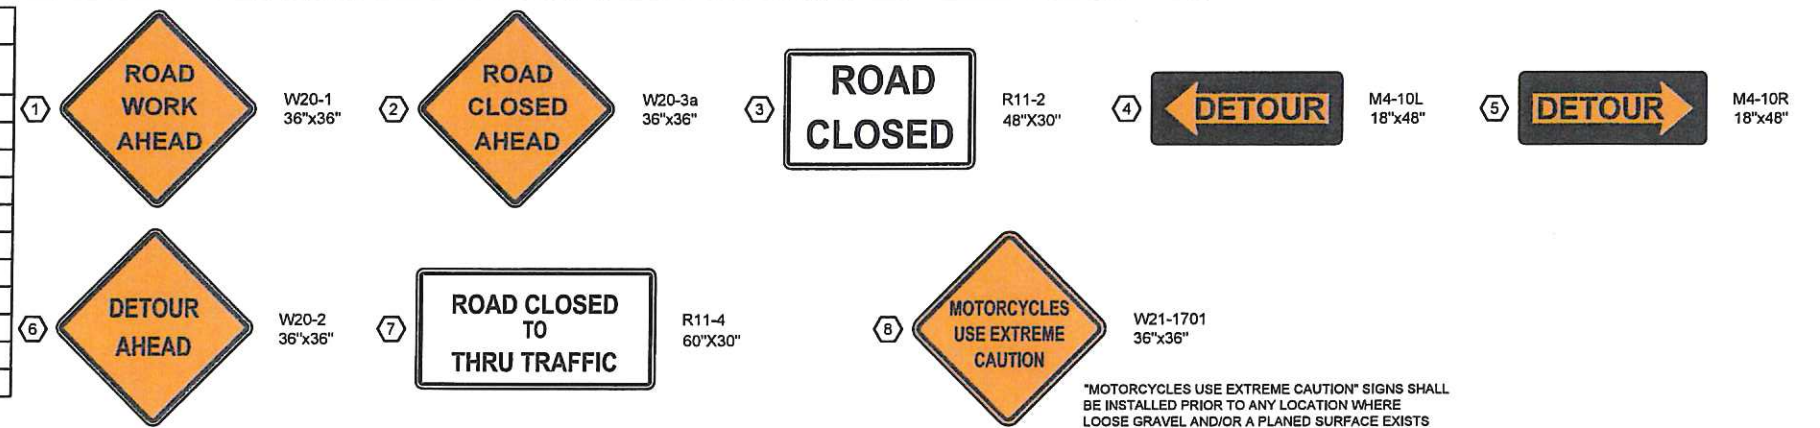 1
ROAD
WORK
AHEAD
W20-1
36"x36"
2
ROAD
CLOSED
AHEAD
W20-3a
36"x36"
3
ROAD
CLOSED
R11-2
48"X30"
4
DETOUR
M4-10L
18"x48"
5
DETOUR
M4-10R
18"x48"
6
DETOUR
AHEAD
W20-2
36"x36"
7
ROAD CLOSED
TO
THRU TRAFFIC
R11-4
60"X30"
8
MOTORCYCLES
USE EXTREME
CAUTION
W21-1701
36"x36"
"MOTORCYCLES USE EXTREME CAUTION" SIGNS SHALL
BE INSTALLED PRIOR TO ANY LOCATION WHERE
LOOSE GRAVEL AND/OR A PLANED SURFACE EXISTS